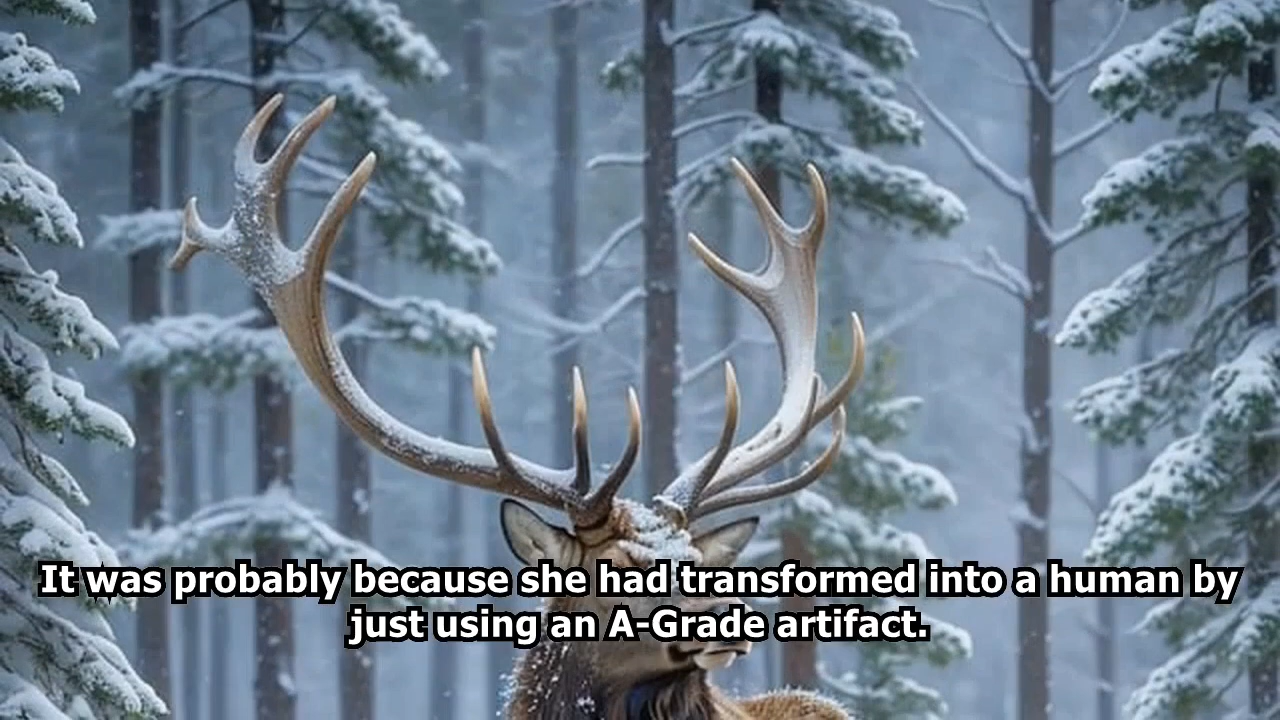 It was probably because she had transformed into a human by
just using an A-Grade artifact.